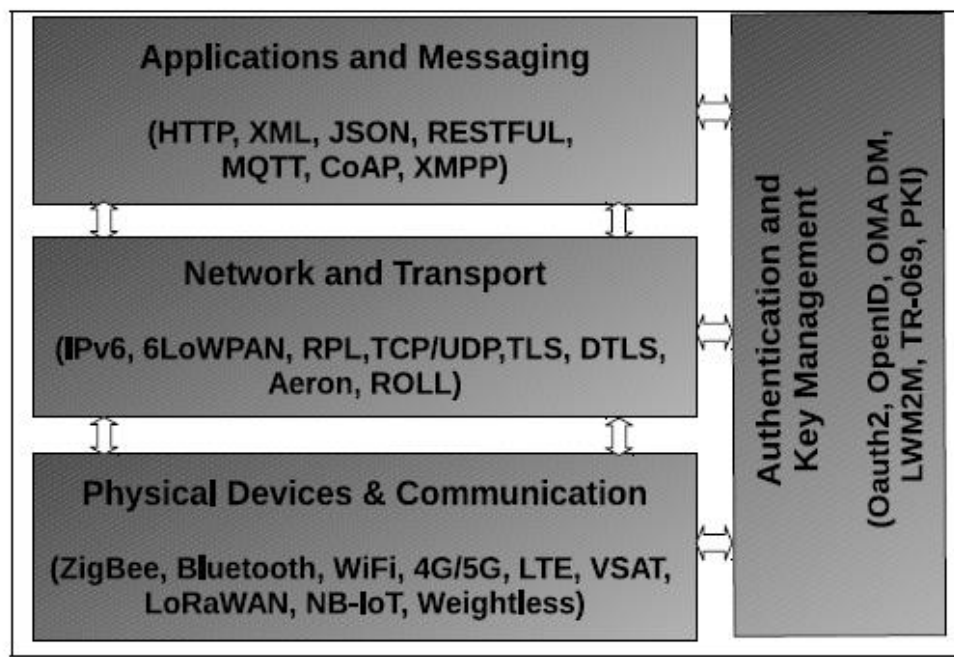 Applications and Messaging
(HTTP, XML, JSON, RESTFUL,
MQTT, CoAP, XMPP)
Network and Transport
(IPv6, 6LoWPAN, RPL,TCP/UDP,TLS, DTLS,
Aeron, ROLL)
Physical Devices & Communication
(ZigBee, Bluetooth, WiFi, 4G/5G, LTE, VSAT,
LoRaWAN, NB-IoT, Weightless)
Authentication and
Key Management
(Oauth2, OpenID, OMA DM,
LWM2M, TR-069, PKI)